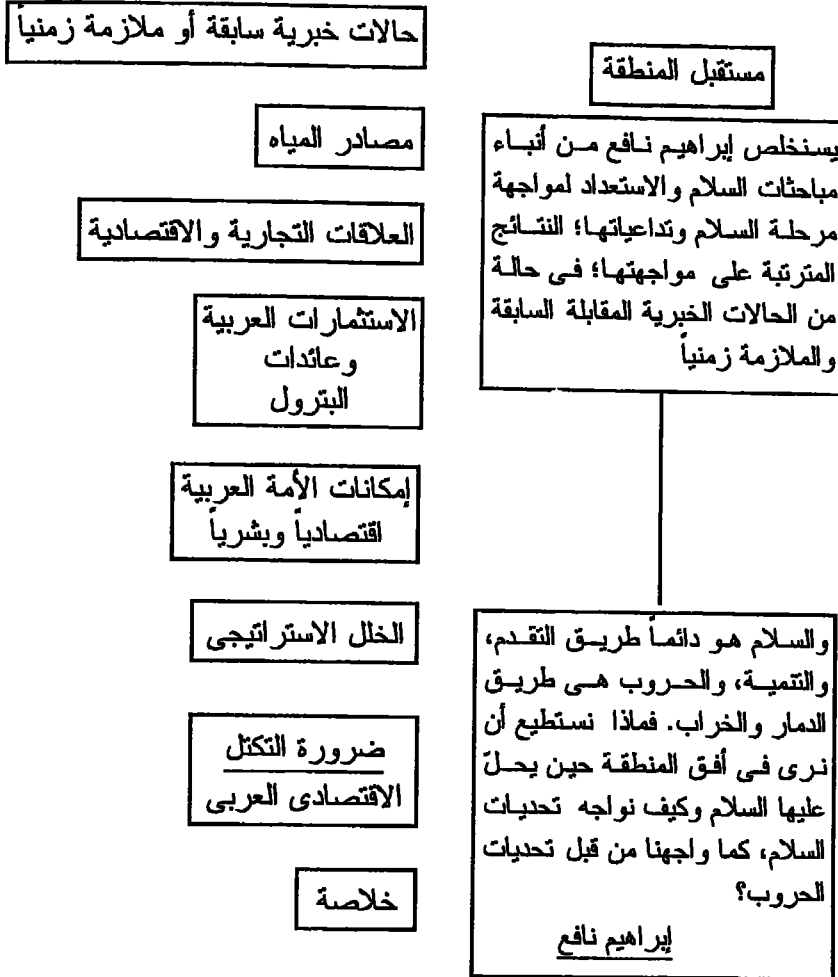 مستقبل المنطقة
يستخلص إبراهيم نافع من أنباء
مباحثات السلام والاستعداد لمواجهة
مرحلة السلام وتداعياتها؛ النتائج
المترتبة على مواجهتها؛ فى حالة
من الحالات الخبرية المقابلة السابقة
والملازمة زمنياً
والسلام هو دائماً طريق التقدم،
والتنمية، والحروب هى طريق
الدمار والخراب. فماذا نستطيع أن
نرى فى أفق المنطقة حين يحلّ
عليها السلام وكيف نواجه تحديات
السلام، كما واجهنا من قبل تحديات
الحروب؟
إبراهيم نافع
حالات خبرية سابقة أو ملازمة زمنياً
مصادر المياه
العلاقات التجارية والاقتصادية
الاستثمارات العربية
وعائدات
البترول
إمكانات الأمة العربية
اقتصادياً وبشرياً
الخلل الاستراتيجى
ضرورة التكتل
الاقتصادى العربى
خلاصة